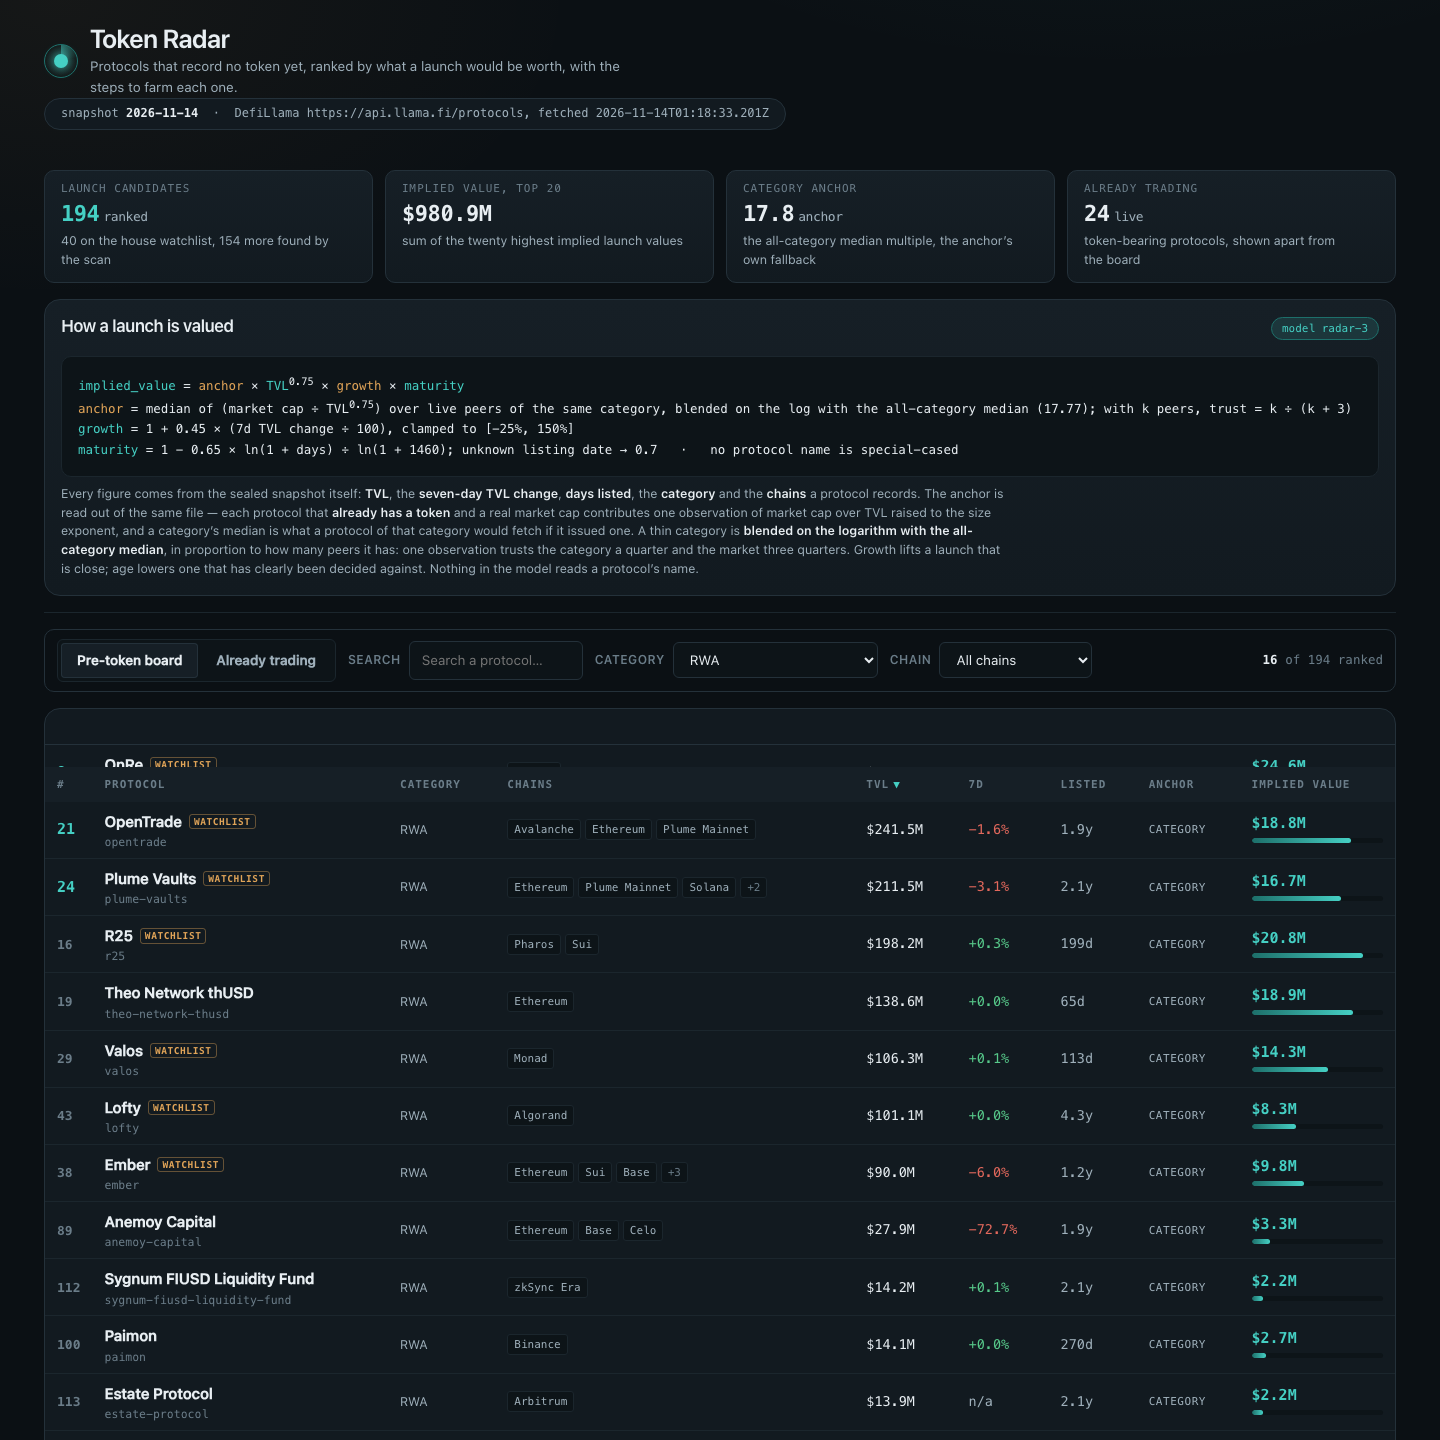 Token Radar
Protocols that record no token yet, ranked by what a launch would be worth, with the
steps to farm each one.
snapshot 2026-11-14 · DefiLlama https://api.llama.fi/protocols, fetched 2026-11-14T01:18:33.201Z
LAUNCH CANDIDATES
194 ranked
40 on the house watchlist, 154 more found by
the scan
IMPLIED VALUE, TOP 20
$980.9M
sum of the twenty highest implied launch values
CATEGORY ANCHOR
17.8 anchor
the all-category median multiple, the anchor's
own fallback
ALREADY TRADING
24 live
token-bearing protocols, shown apart from
the board
How a launch is valued
model radar-3
implied_value = anchor × TVL^0.75 × growth × maturity
anchor = median of (market cap ÷ TVL^0.75) over live peers of the same category, blended on the log with the all-category median (17.77); with k peers, trust = k ÷ (k + 3)
growth = 1 + 0.45 × (7d TVL change ÷ 100), clamped to [-25%, 150%]
maturity = 1 - 0.65 × ln(1 + days) ÷ ln(1 + 1460); unknown listing date → 0.7 · no protocol name is special-cased
Every figure comes from the sealed snapshot itself: TVL, the seven-day TVL change, days listed, the category and the chains a protocol records. The anchor is
read out of the same file — each protocol that already has a token and a real market cap contributes one observation of market cap over TVL raised to the size
exponent, and a category's median is what a protocol of that category would fetch if it issued one. A thin category is blended on the logarithm with the all-
category median, in proportion to how many peers it has: one observation trusts the category a quarter and the market three quarters. Growth lifts a launch that
is close; age lowers one that has clearly been decided against. Nothing in the model reads a protocol's name.
Pre-token board Already trading SEARCH Search a protocol... CATEGORY RWA CHAIN All chains 16 of 194 ranked
OnRe WATCHLIST $24.6M
# PROTOCOL CATEGORY CHAINS TVL ▼ 7D LISTED ANCHOR IMPLIED VALUE
21 OpenTrade WATCHLIST RWA Avalanche Ethereum Plume Mainnet $241.5M -1.6% 1.9y CATEGORY $18.8M
opentrade
24 Plume Vaults WATCHLIST RWA Ethereum Plume Mainnet Solana +2 $211.5M -3.1% 2.1y CATEGORY $16.7M
plume-vaults
16 R25 WATCHLIST RWA Pharos Sui $198.2M +0.3% 199d CATEGORY $20.8M
r25
19 Theo Network thUSD RWA Ethereum $138.6M +0.0% 65d CATEGORY $18.9M
theo-network-thusd
29 Valos WATCHLIST RWA Monad $106.3M +0.1% 113d CATEGORY $14.3M
valos
43 Lofty WATCHLIST RWA Algorand $101.1M +0.0% 4.3y CATEGORY $8.3M
lofty
38 Ember WATCHLIST RWA Ethereum Sui Base +3 $90.0M -6.0% 1.2y CATEGORY $9.8M
ember
89 Anemoy Capital RWA Ethereum Base Celo $27.9M -72.7% 1.9y CATEGORY $3.3M
anemoy-capital
112 Sygnum FIUSD Liquidity Fund RWA zkSync Era $14.2M +0.1% 2.1y CATEGORY $2.2M
sygnum-fiusd-liquidity-fund
100 Paimon RWA Binance $14.1M +0.0% 270d CATEGORY $2.7M
paimon
113 Estate Protocol RWA Arbitrum $13.9M n/a 2.1y CATEGORY $2.2M
estate-protocol